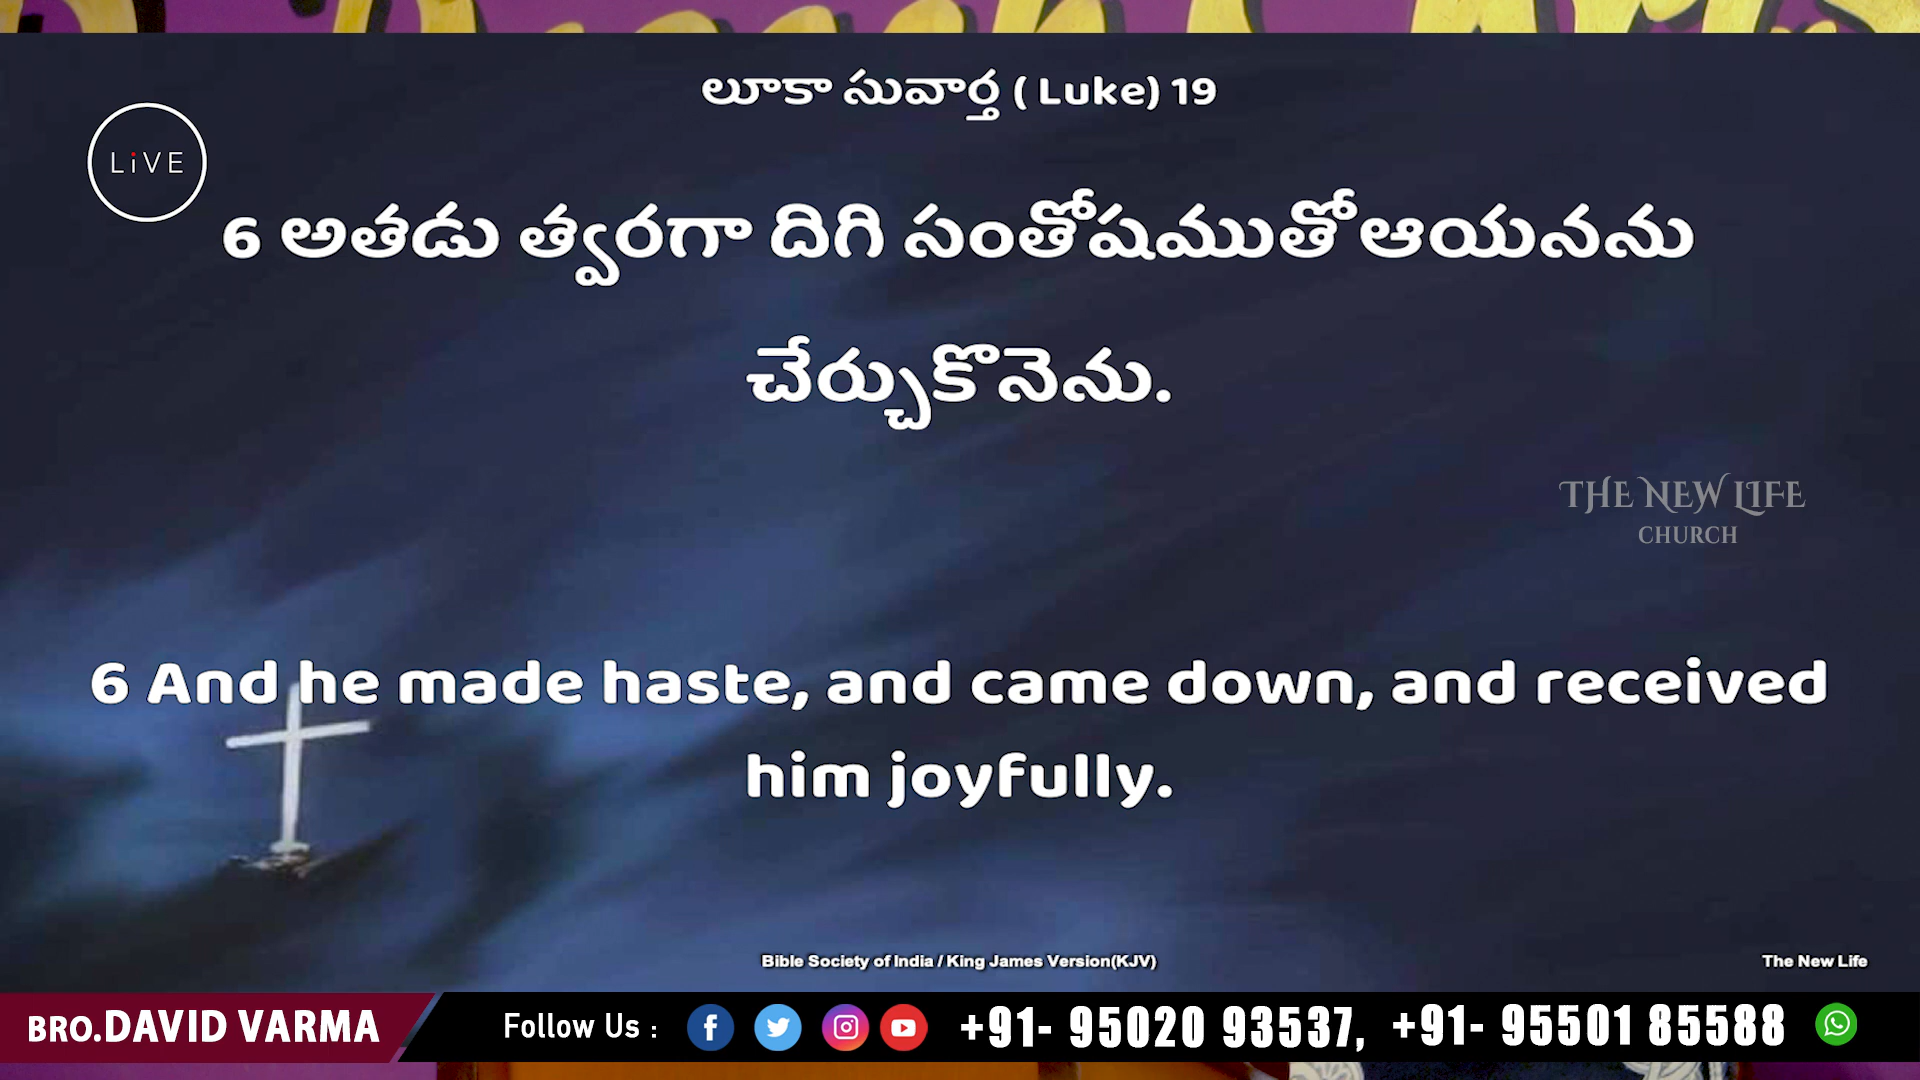 లూకా సువార్త ( Luke) 19
LiVE
6 అతడు త్వరగా దిగి సంతోషముతో ఆయనను
చేర్చుకొనెను.
THE NEW LIFE
CHURCH
6 And he made haste, and came down, and received
him joyfully.
Bible Society of India / King James Version(KJV)
The New Life
BRO.DAVID VARMA
Follow Us :
+91- 95020 93537, +91- 95501 85588